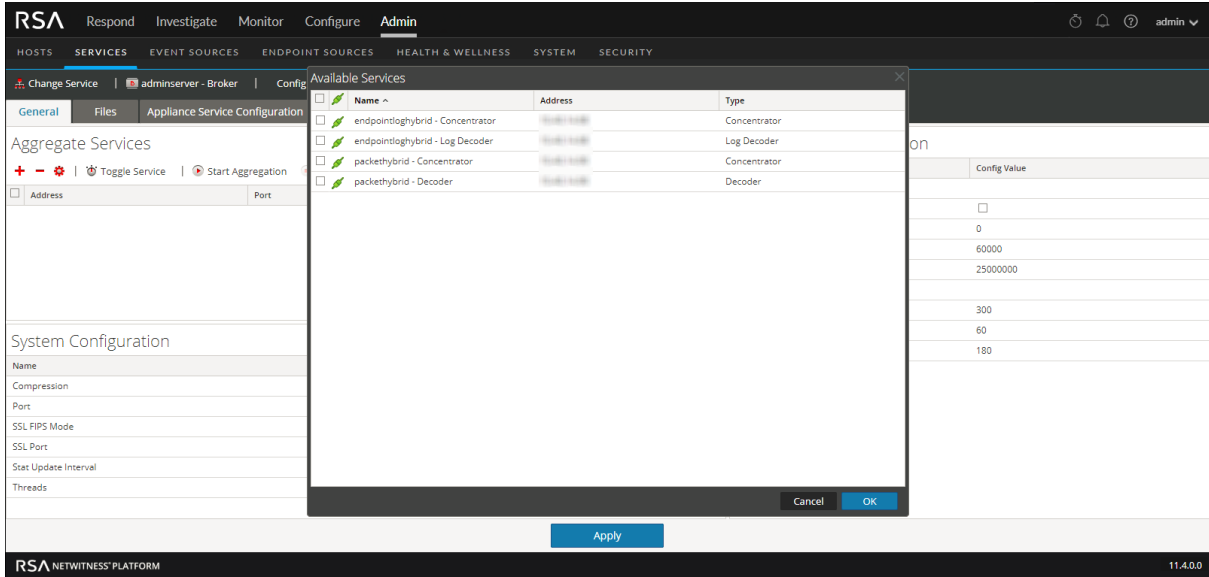 RSA Respond Investigate Monitor Configure Admin admin
HOSTS SERVICES EVENT SOURCES ENDPOINT SOURCES HEALTH & WELLNESS SYSTEM SECURITY
Change Service | adminserver - Broker | Config
General Files Appliance Service Configuration
Aggregate Services
Toggle Service | Start Aggregation
Address Port
System Configuration
Name
Compression
Port
SSL FIPS Mode
SSL Port
Stat Update Interval
Threads
Available Services
Name Address Type
endpointloghybrid - Concentrator Concentrator
endpointloghybrid - Log Decoder Log Decoder
packethybrid - Concentrator Concentrator
packethybrid - Decoder Decoder
Cancel OK
on
Config Value
0
60000
25000000
300
60
180
Apply
RSA NETWITNESS® PLATFORM 11.4.0.0